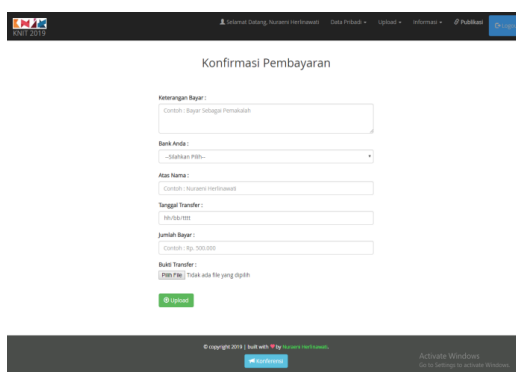 KNIT 2019
Selamat Datang, Nuraeni Herlinawati Data Pribadi Upload Informasi Publikasi
Konfirmasi Pembayaran
Keterangan Bayar :
Contoh : Bayar Sebagai Pemakalah
Bank Anda :
--Silahkan Pilih--
Atas Nama :
Contoh : Nuraeni Herlinawati
Tanggal Transfer :
hh/bb/tttt
Jumlah Bayar :
Contoh : Rp. 300.000
Bukti Transfer :
Pilih File Tidak ada file yang dipilih
Upload
© copyright 2019 | built with by Nuraeni Herlinawati.
Konferensi
Activate Windows
Go to Settings to activate Windows.